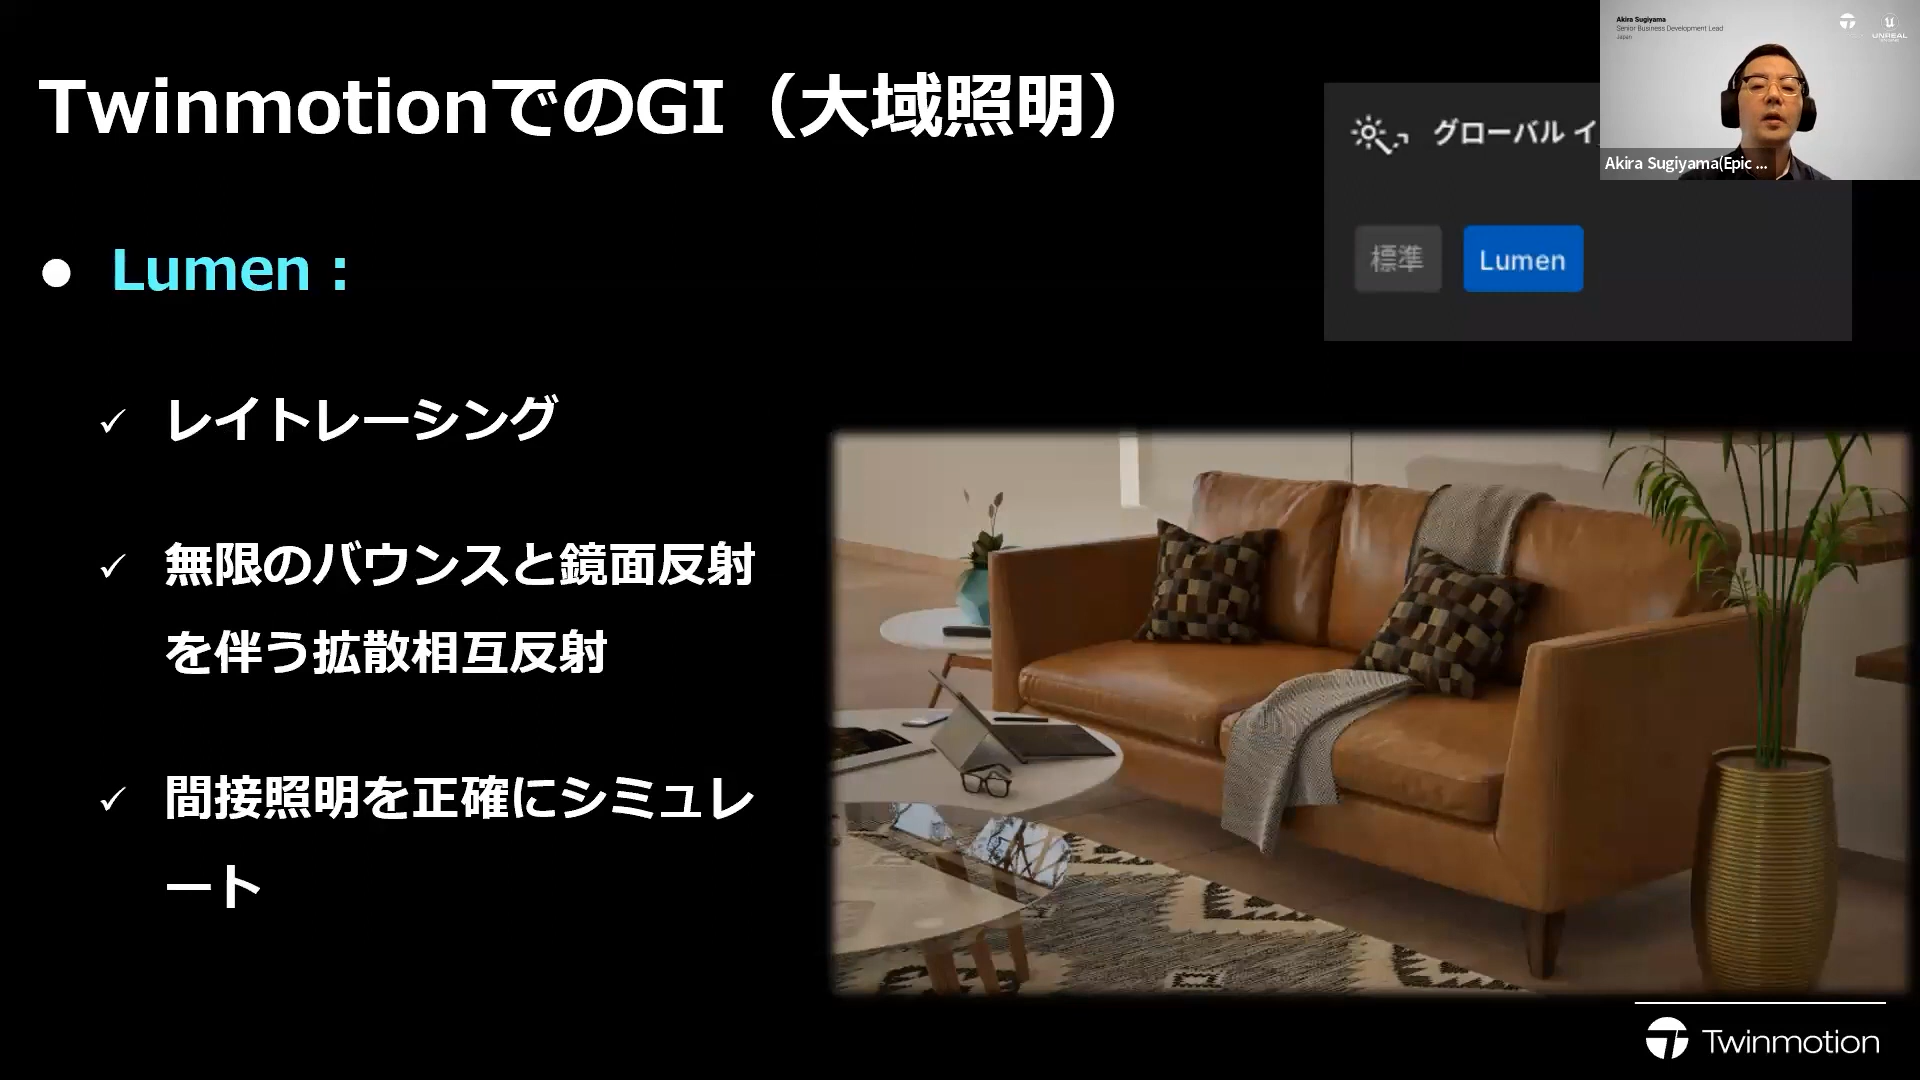 TwinmotionでのGI（大域照明）
● Lumen：
✓ レイトレーシング
✓ 無限のバウンスと鏡面反射
を伴う拡散相互反射
✓ 間接照明を正確にシミュレ
ート
グローバル イ
標準
Lumen
Akira Sugiyama
Senior Business Development Lead
Japan
UNREAL
Akira Sugiyama(Epic ...
Twinmotion